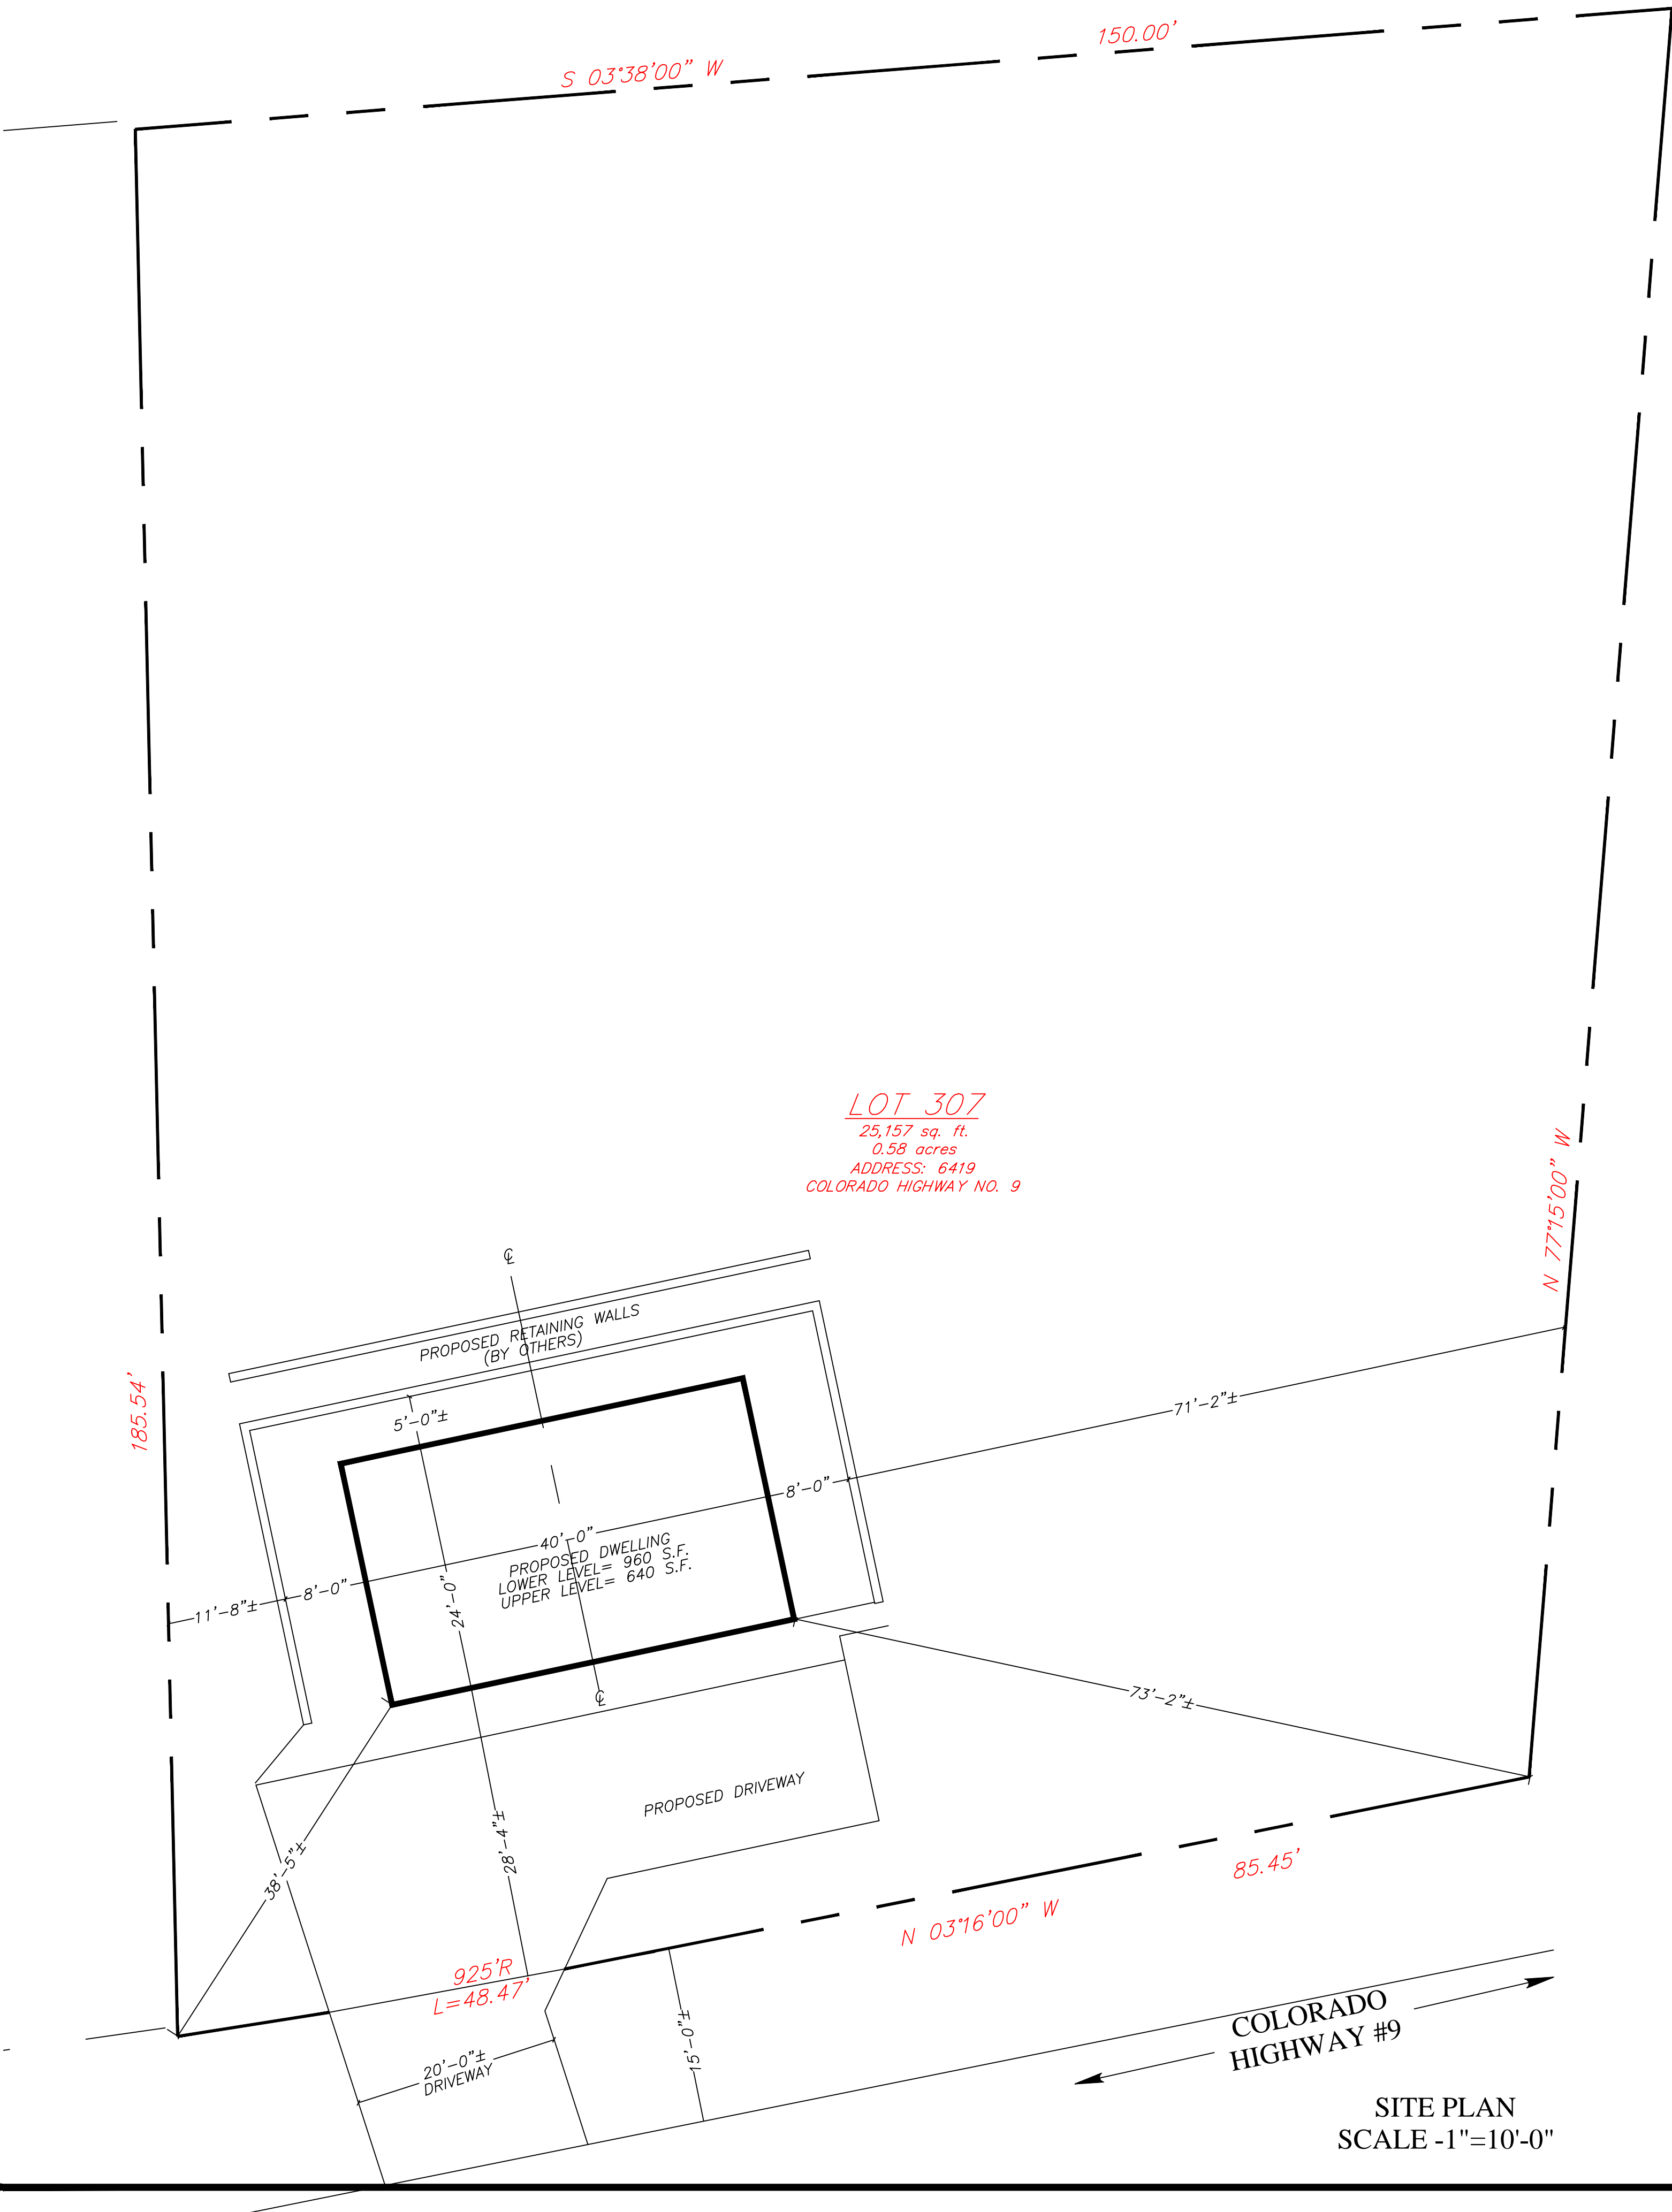 S 03°38'00" W
150.00'
LOT 307
25,157 sq. ft.
0.58 acres
ADDRESS: 6419
COLORADO HIGHWAY NO. 9
N 77°15'00" W
185.54'
℄
PROPOSED RETAINING WALLS
(BY OTHERS)
5'-0"±
71'-2"±
8'-0"
40'-0"
PROPOSED DWELLING
LOWER LEVEL= 960 S.F.
UPPER LEVEL= 640 S.F.
8'-0"
11'-8"±
24'-0"
℄
73'-2"±
PROPOSED DRIVEWAY
28'-4"±
38'-5"±
85.45'
N 03°16'00" W
925'R
L=48.47'
20'-0"±
DRIVEWAY
15'-0"±
COLORADO
HIGHWAY #9
SITE PLAN
SCALE -1"=10'-0"